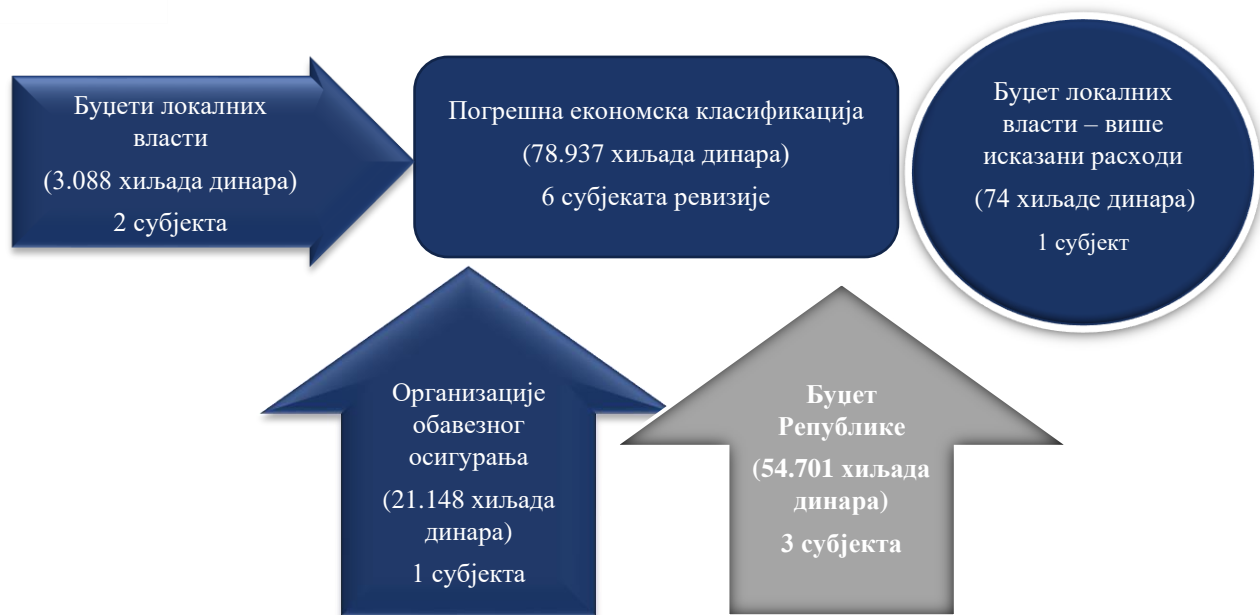 Буџети локалних
власти
(3.088 хиљада динара)
2 субјекта
Погрешна економска класификација
(78.937 хиљада динара)
6 субјеката ревизије
Буџет локалних
власти – више
исказани расходи
(74 хиљаде динара)
1 субјект
Организације
обавезног
осигурања
(21.148 хиљада
динара)
1 субјекта
Буџет
Републике
(54.701 хиљада
динара)
3 субјекта